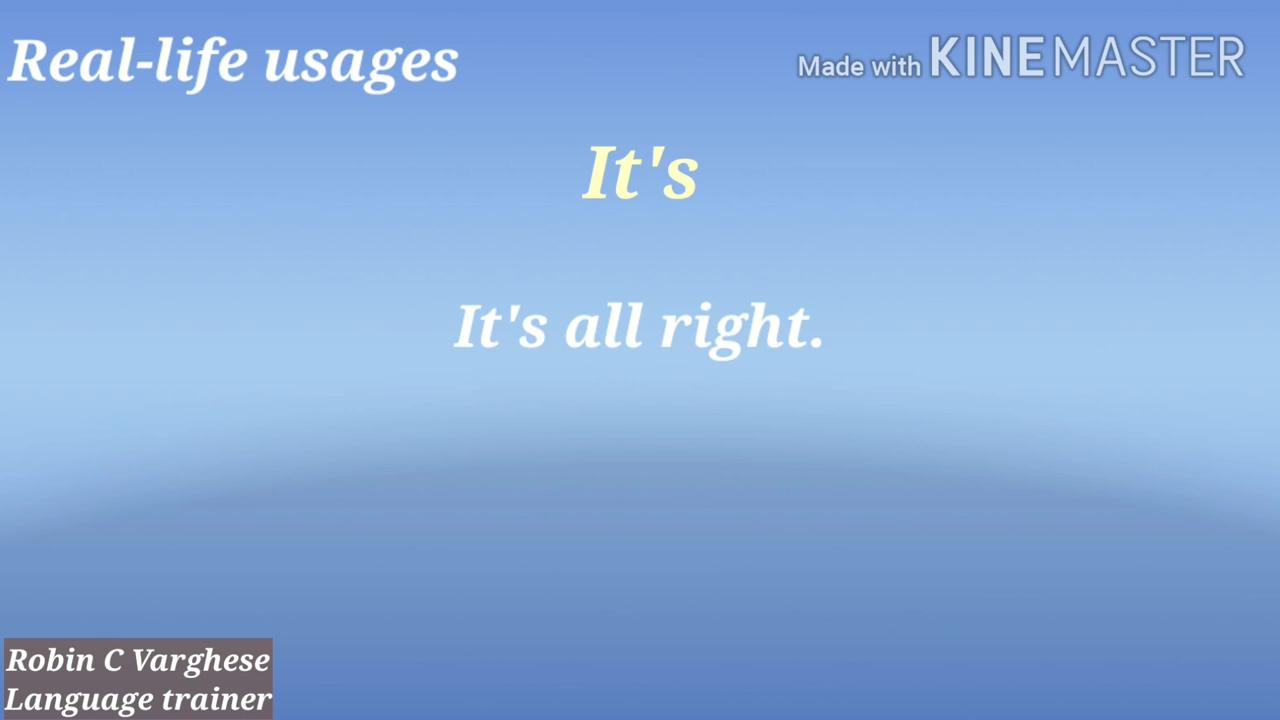 Real-life usages
Made with KINEMASTER
It's
It's all right.
Robin C Varghese
Language trainer